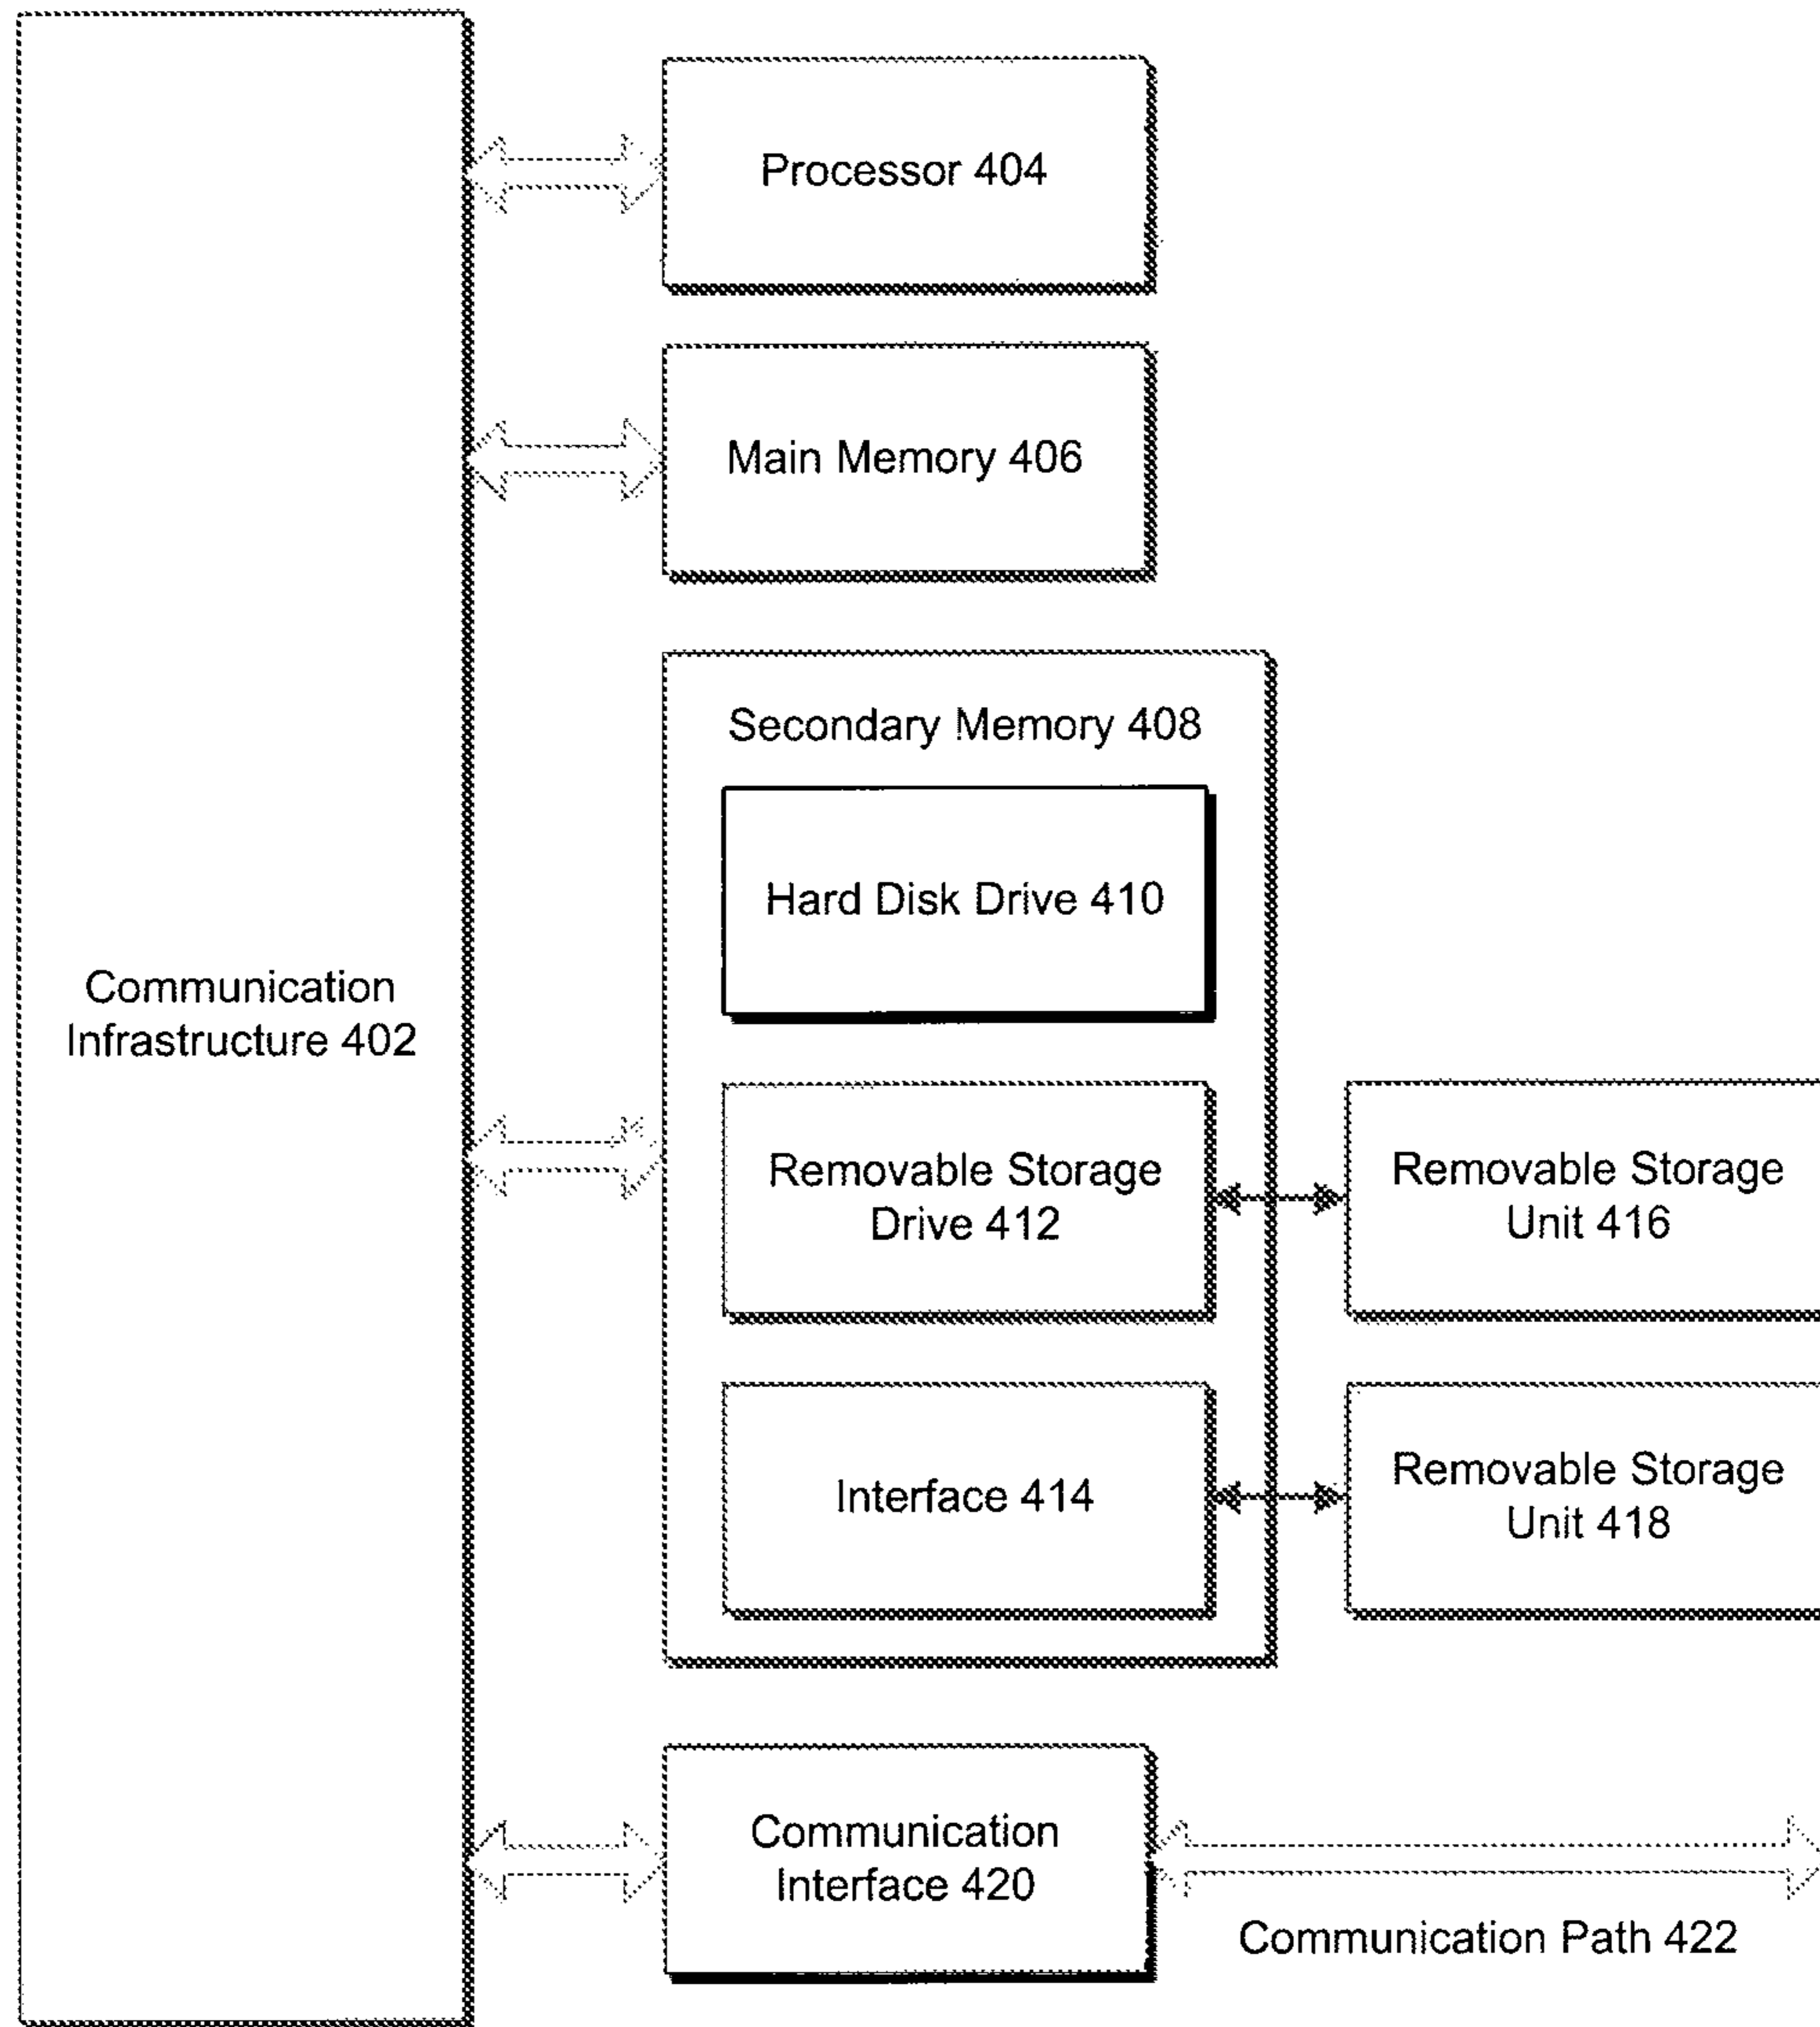 Processor 404
Main Memory 406
Secondary Memory 408
Hard Disk Drive 410
Communication
Infrastructure 402
Removable Storage
Drive 412
Removable Storage
Unit 416
Interface 414
Removable Storage
Unit 418
Communication
Interface 420
Communication Path 422